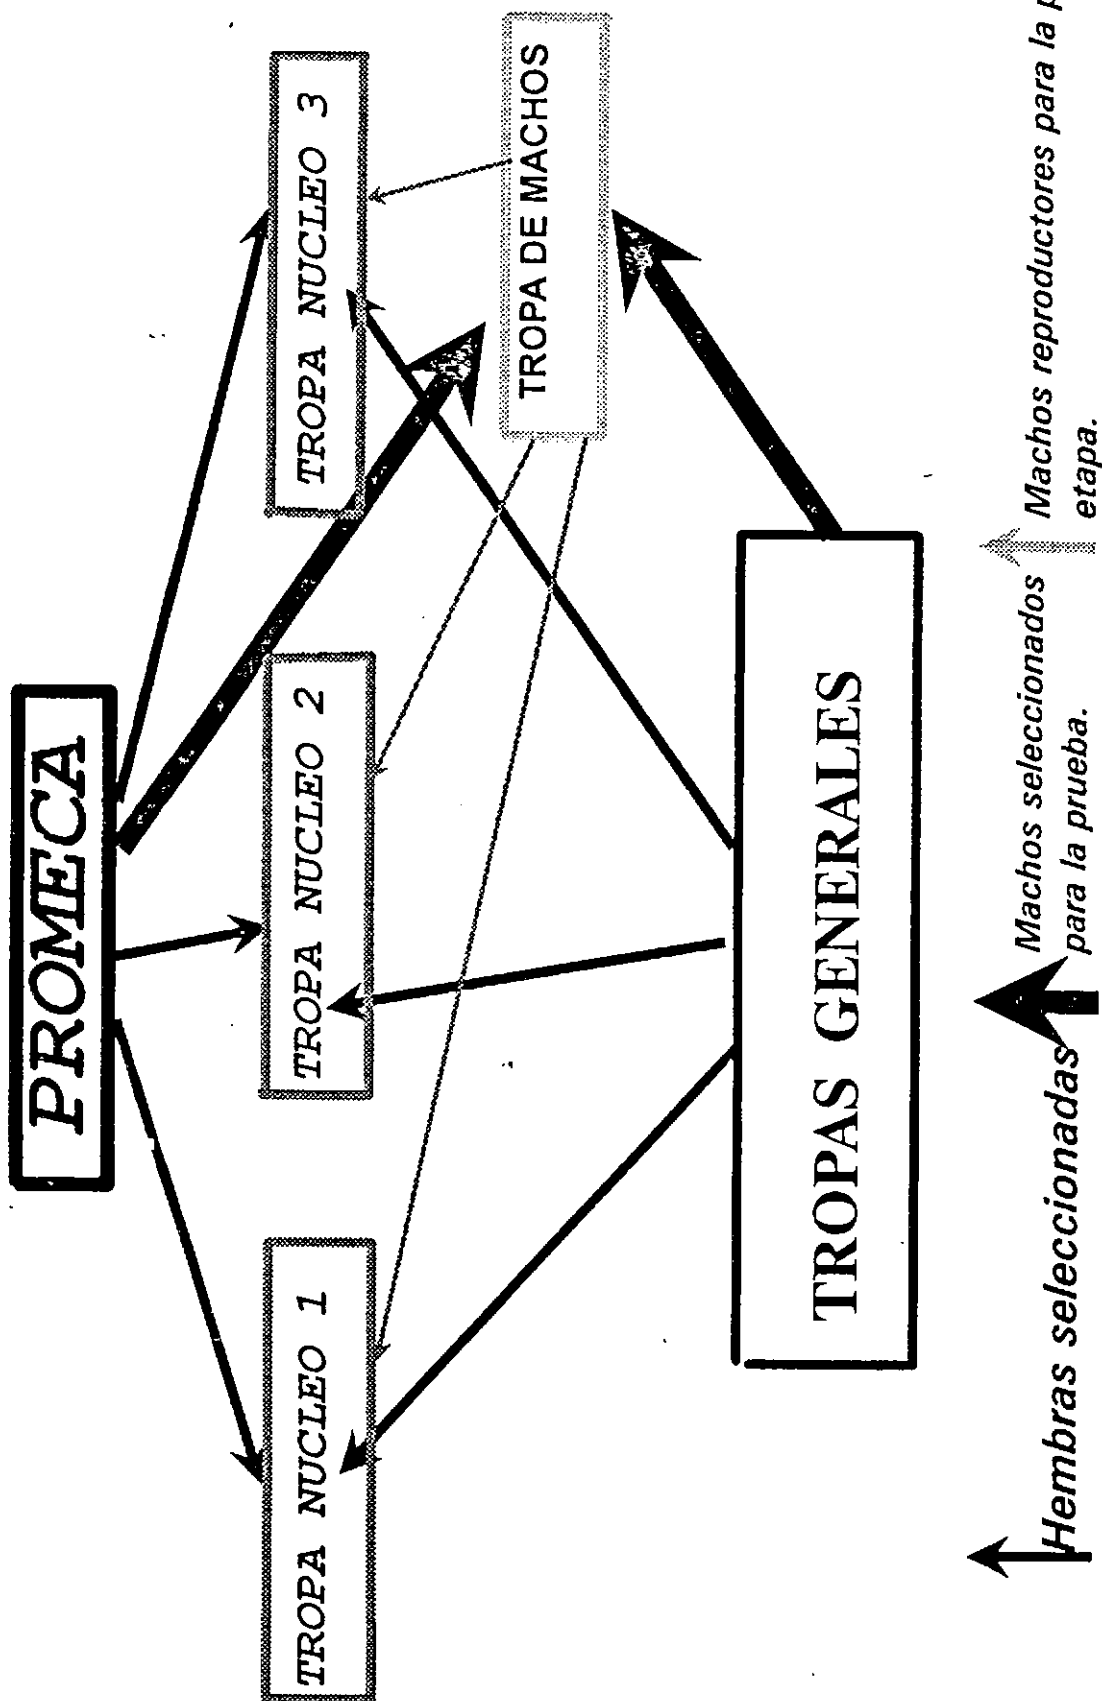 PROMECA
TROPA NUCLEO 1
TROPA NUCLEO 2
TROPA NUCLEO 3
TROPA DE MACHOS
TROPAS GENERALES
Hembras seleccionadas
Machos seleccionados
para la prueba.
Machos reproductores para la
etapa.